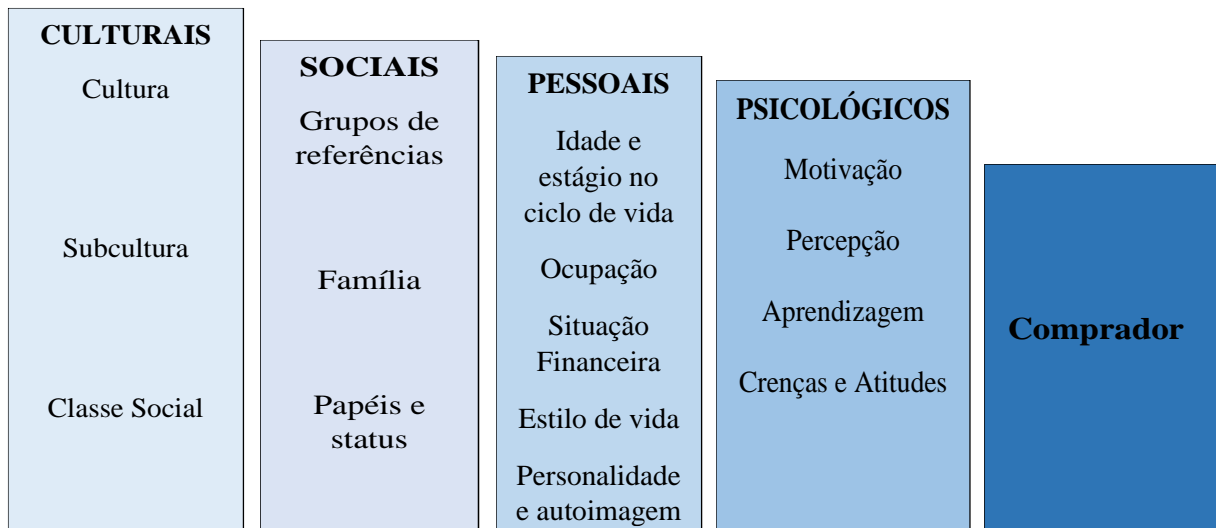 CULTURAIS
Cultura
Subcultura
Classe Social
SOCIAIS
Grupos de
referências
Família
Papéis e
status
PESSOAIS
Idade e
estágio no
ciclo de vida
Ocupação
Situação
Financeira
Estilo de vida
Personalidade
e autoimagem
PSICOLÓGICOS
Motivação
Percepção
Aprendizagem
Crenças e Atitudes
Comprador